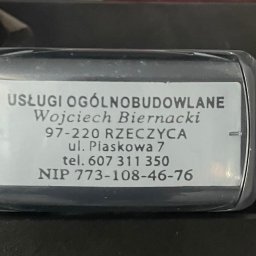 USŁUGI OGÓLNOBUDOWLANE
Wojciech Biernacki
97-220 RZECZYCA
ul. Piaskowa 7
tel. 607 311 350
NIP 773-108-46-76